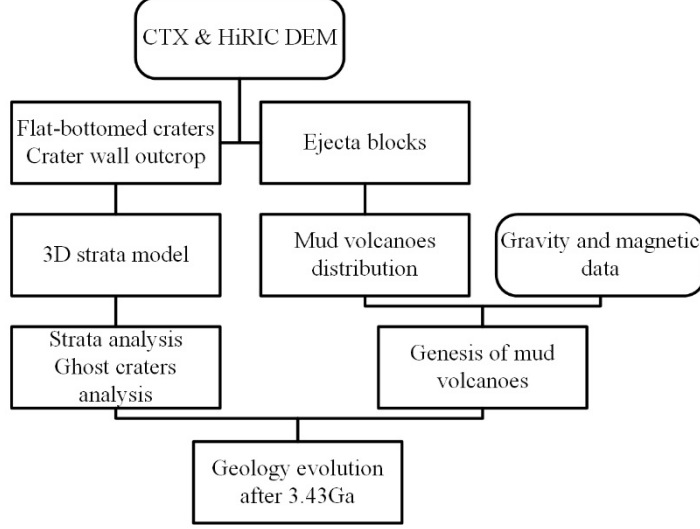 CTX & HiRIC DEM
Flat-bottomed craters
Crater wall outcrop
Ejecta blocks
3D strata model
Mud volcanoes
distribution
Gravity and magnetic
data
Strata analysis
Ghost craters
analysis
Genesis of mud
volcanoes
Geology evolution
after 3.43Ga